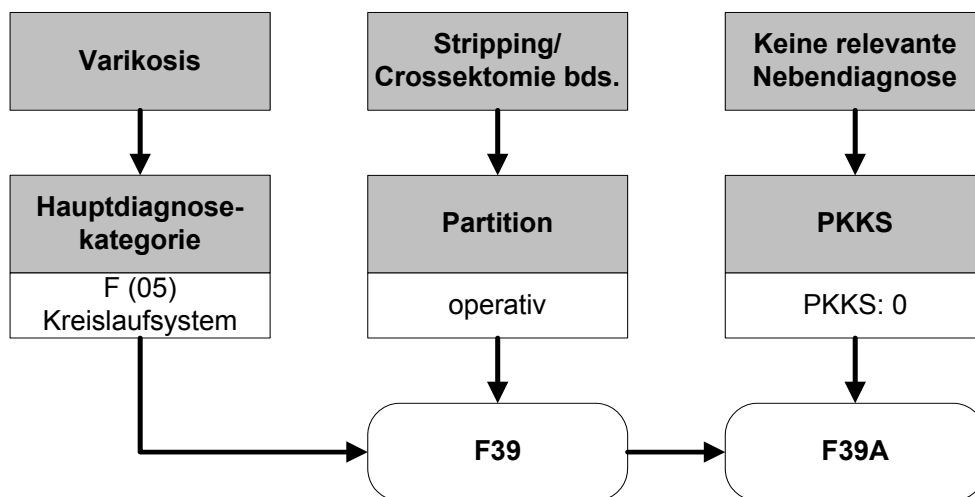 Varikosis
Stripping/
Crossektomie bds.
Keine relevante
Nebendiagnose
Hauptdiagnose-
kategorie
F (05)
Kreislaufsystem
Partition
operativ
PKKS
PKKS: 0
F39
F39A